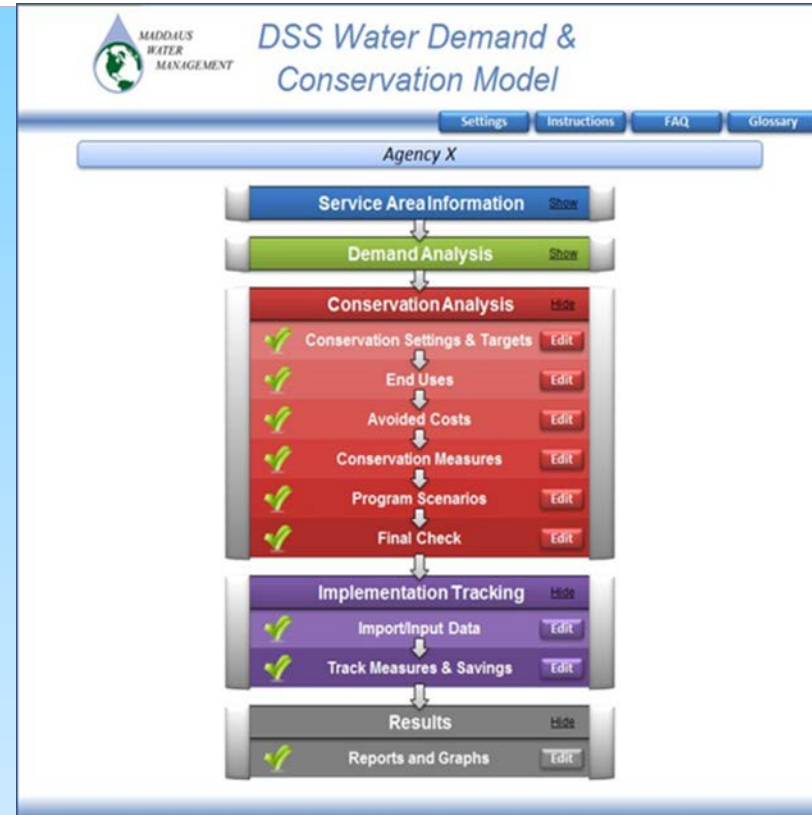 MADDAUS
WATER
MANAGEMENT
DSS Water Demand &
Conservation Model
Settings Instructions FAQ Glossary
Agency X
Service Area Information Show
Demand Analysis Show
Conservation Analysis Hide
Conservation Settings & Targets Edit
End Uses Edit
Avoided Costs Edit
Conservation Measures Edit
Program Scenarios Edit
Final Check Edit
Implementation Tracking Hide
Import/Input Data Edit
Track Measures & Savings Edit
Results Hide
Reports and Graphs Edit